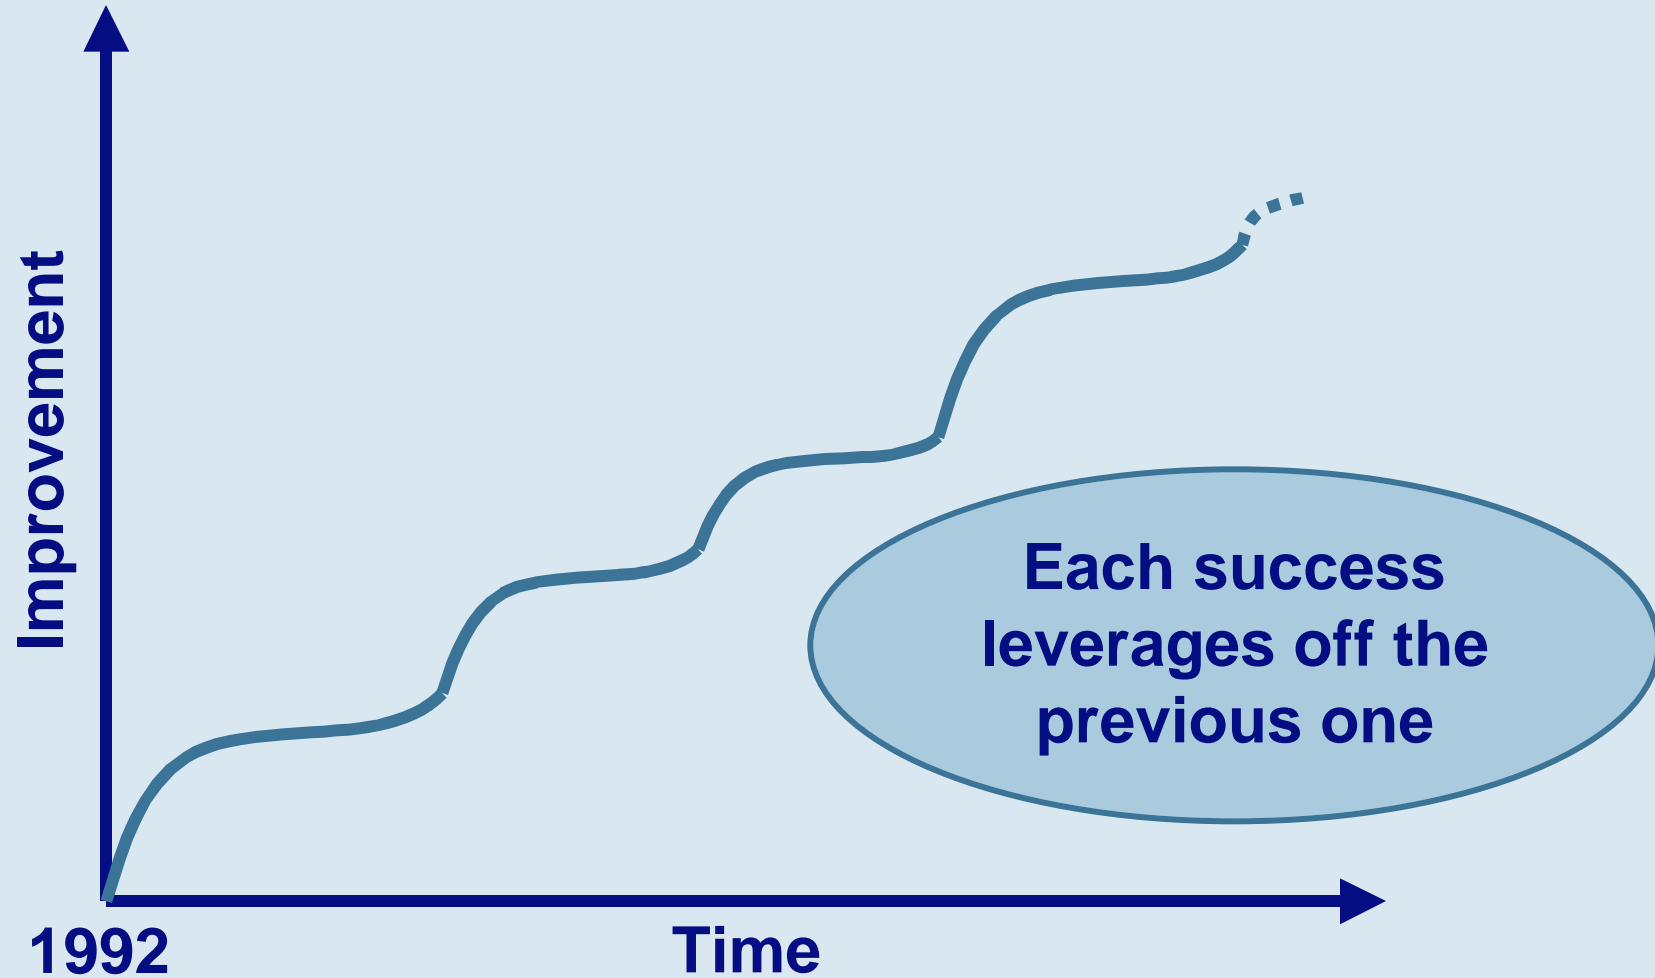 Improvement
Each success
leverages off the
previous one
1992
Time